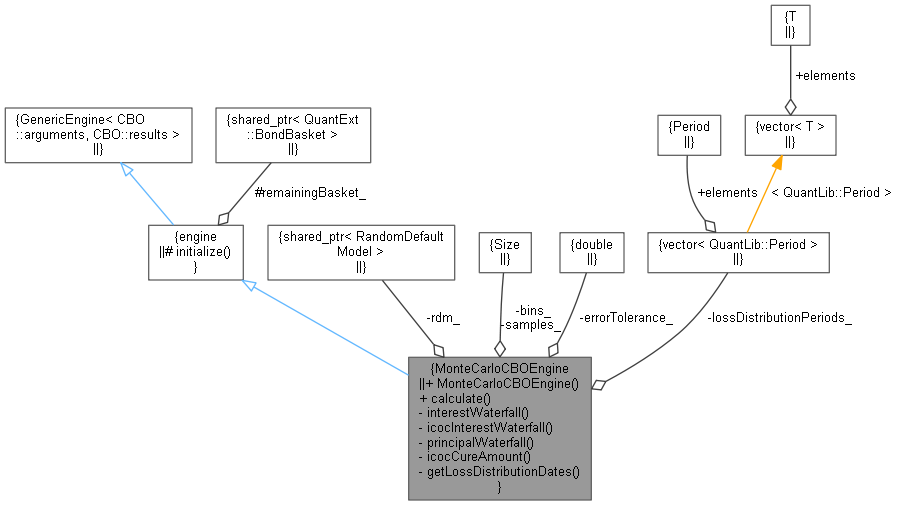 {T
||}
+elements
{GenericEngine< CBO
::arguments, CBO::results >
||}
{shared_ptr< QuantExt
::BondBasket >
||}
{Period
||}
{vector< T >
||}
#remainingBasket_
+elements
< QuantLib::Period >
{engine
||# initialize()
}
{shared_ptr< RandomDefault
Model >
||}
{Size
||}
{double
||}
{vector< QuantLib::Period >
||}
-rdm_
-bins_
-samples_
-errorTolerance_
-lossDistributionPeriods_
{MonteCarloCBOEngine
||+ MonteCarloCBOEngine()
+ calculate()
- interestWaterfall()
- icocInterestWaterfall()
- principalWaterfall()
- icocCureAmount()
- getLossDistributionDates()
}